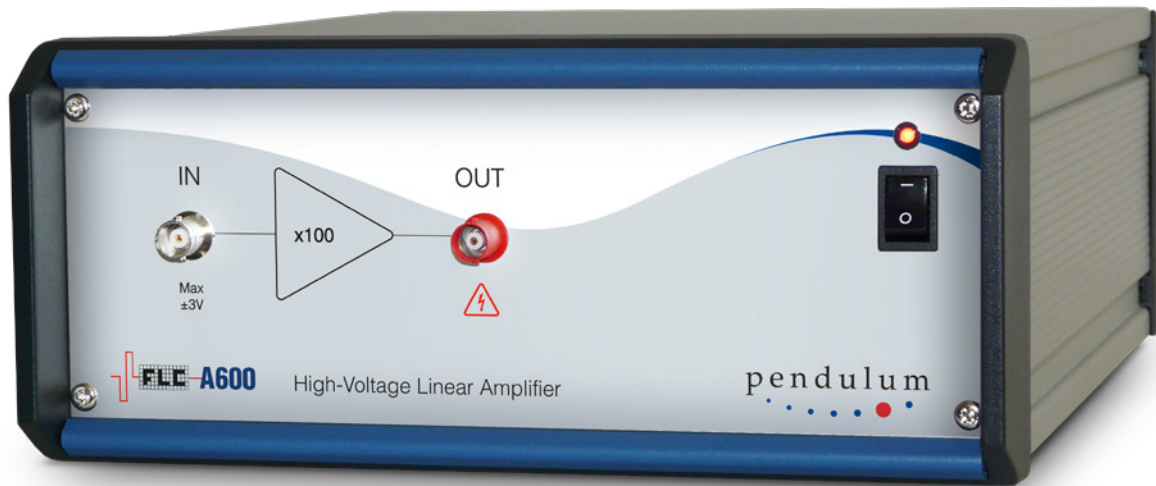 IN
OUT
x100
Max
±3V
FLC A600
High-Voltage Linear Amplifier
pendulum